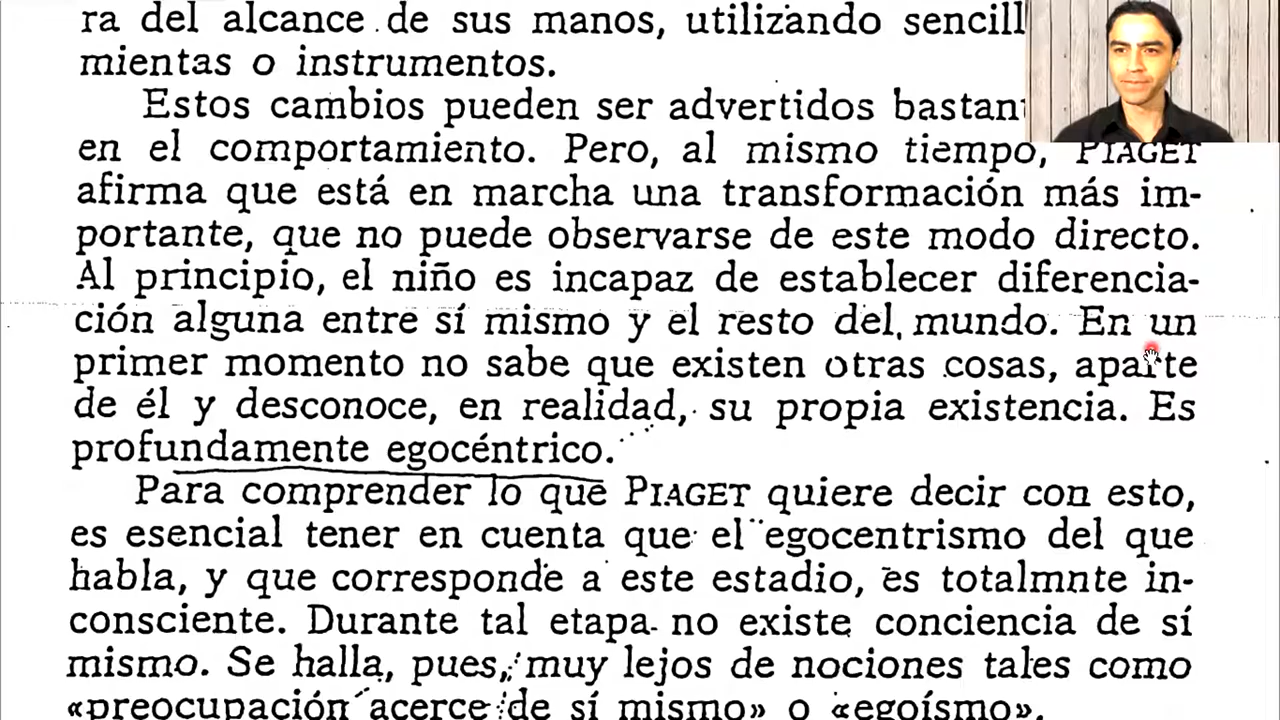 ra del alcance de sus manos, utilizando sencill
mientas o instrumentos.
Estos cambios pueden ser advertidos bastan
en el comportamiento. Pero, al mismo tiempo, PIAGET
afirma que está en marcha una transformación más im-
portante, que no puede observarse de este modo directo.
Al principio, el niño es incapaz de establecer diferencia-
ción alguna entre sí mismo y el resto del mundo. En un
primer momento no sabe que existen otras cosas, aparte
de él y desconoce, en realidad, su propia existencia. Es
profundamente egocéntrico.
Para comprender lo que PIAGET quiere decir con esto,
es esencial tener en cuenta que el egocentrismo del que
habla, y que corresponde a este estadio, es totalmnte in-
consciente. Durante tal etapa no existe conciencia de sí
mismo. Se halla, pues, muy lejos de nociones tales como
«preocupación acerce de sí mismo» o «egoísmo».